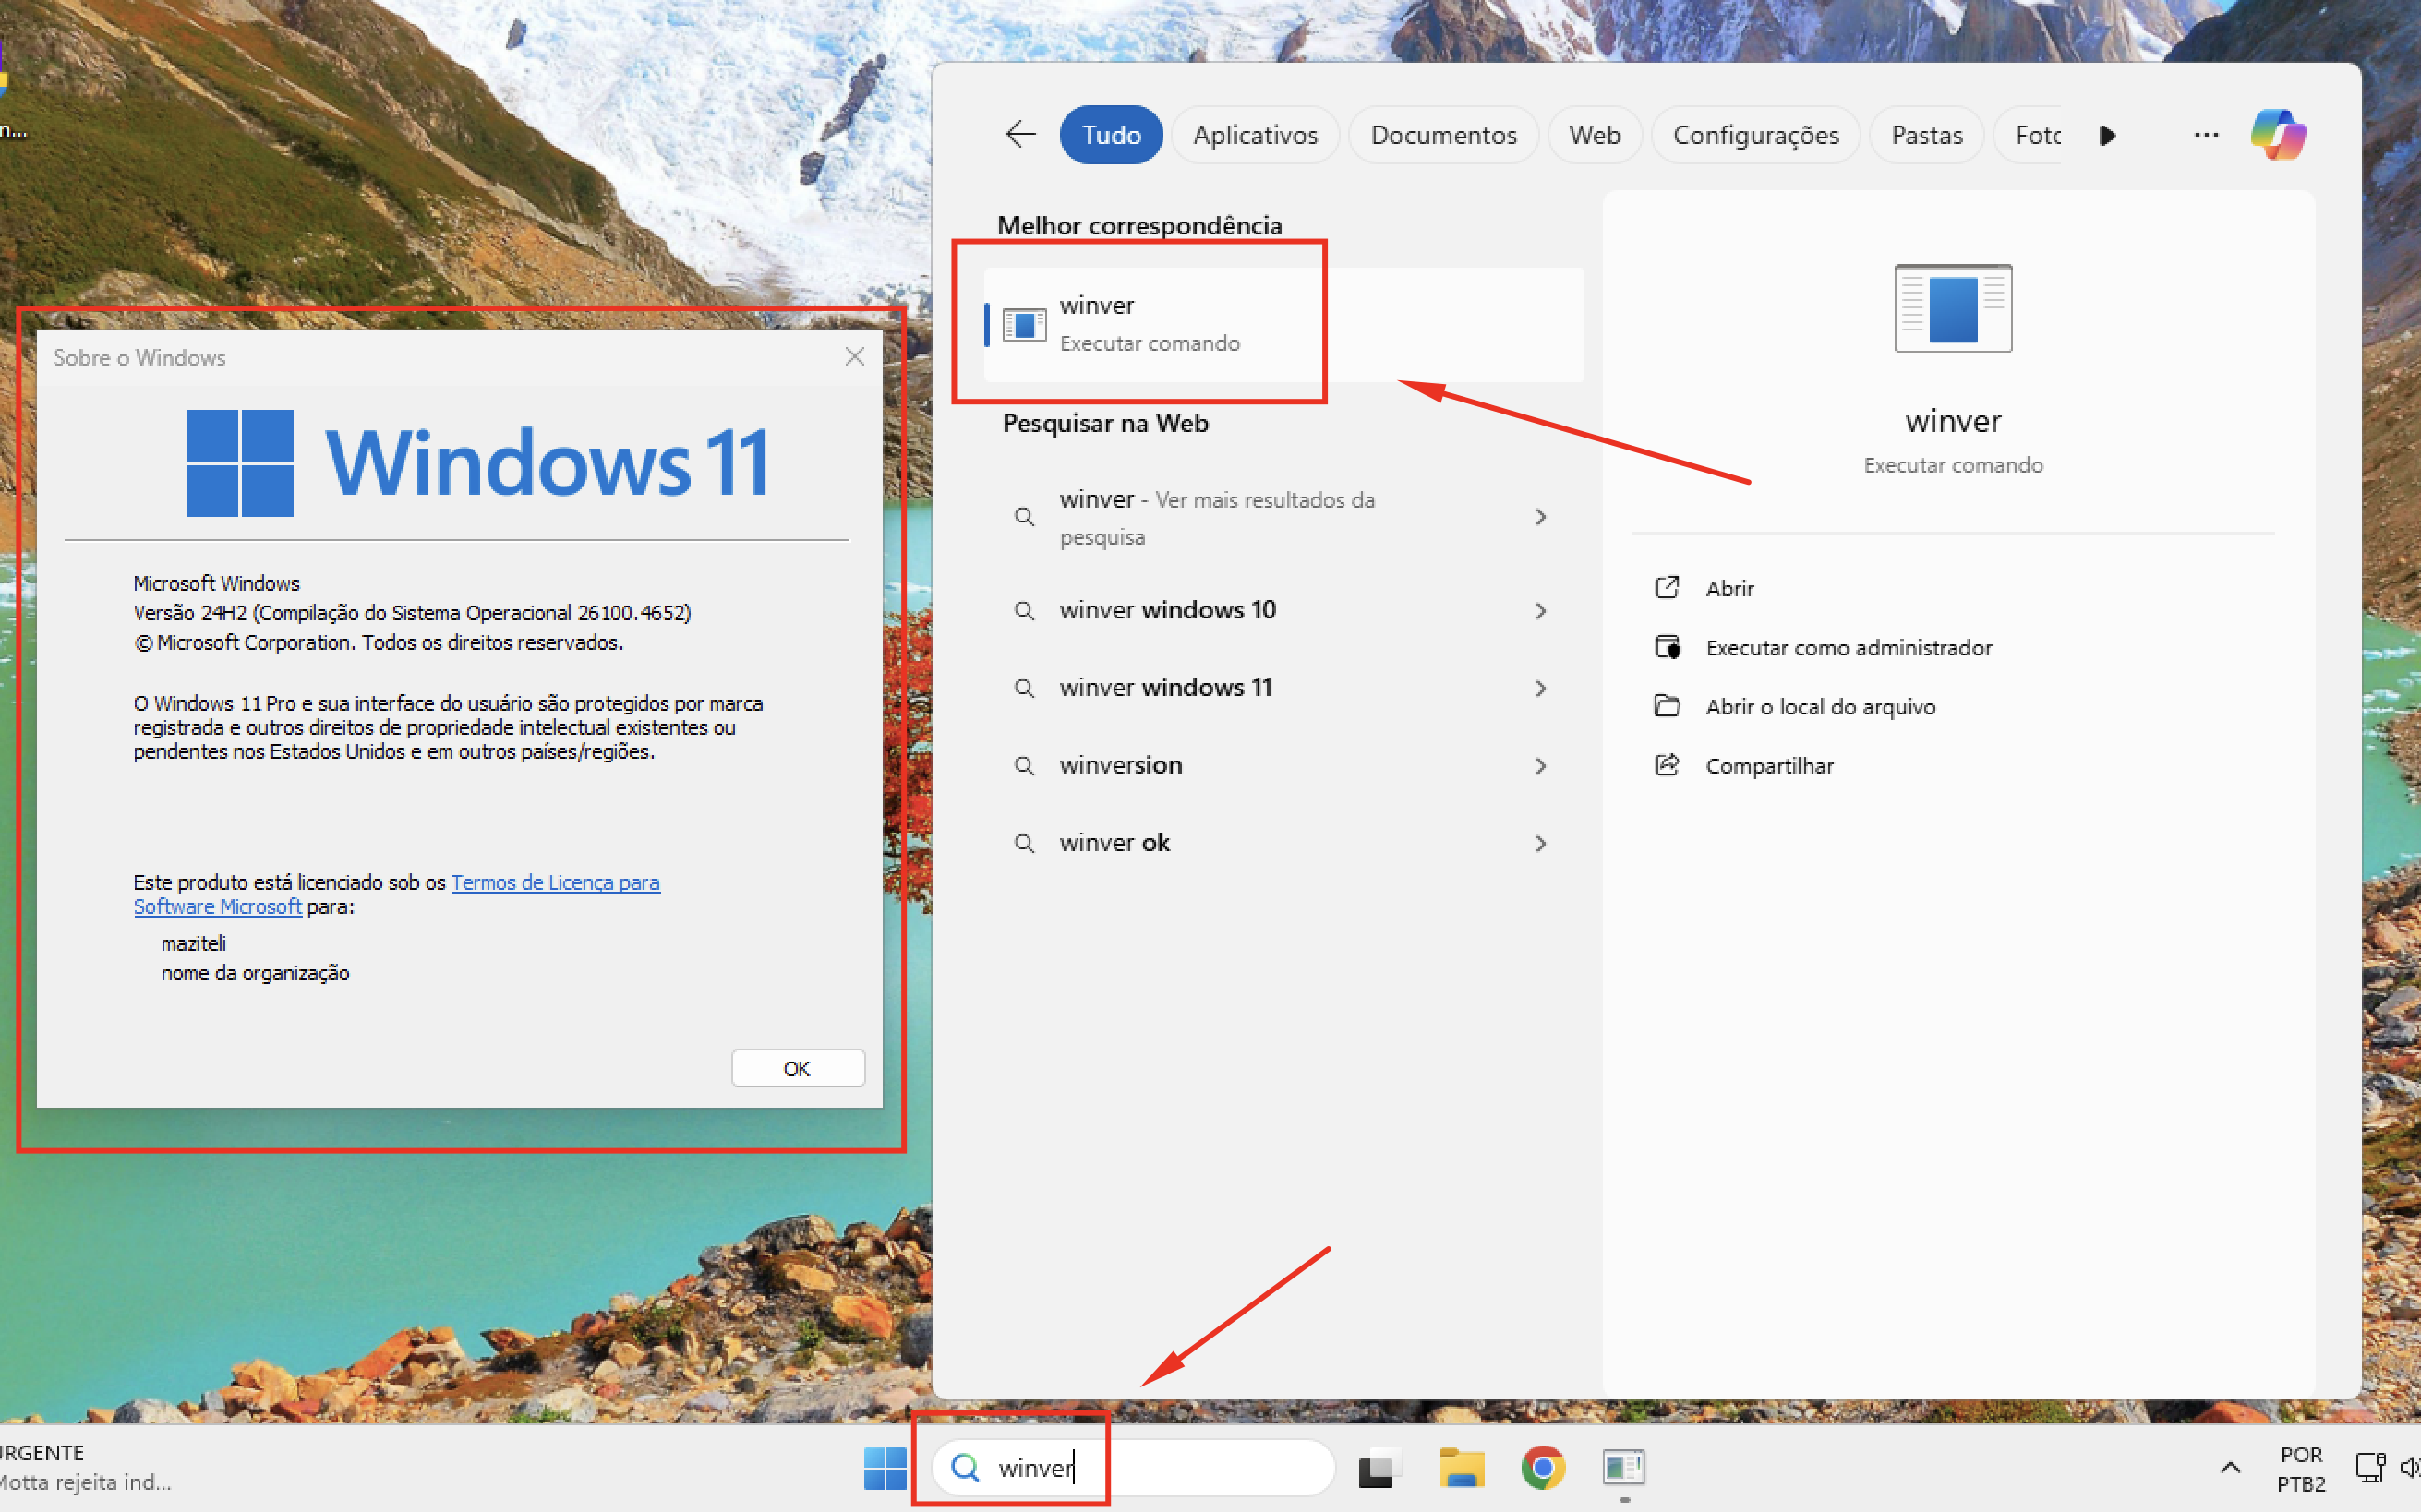 n...
Sobre o Windows
Windows 11
Microsoft Windows
Versão 24H2 (Compilação do Sistema Operacional 26100.4652)
© Microsoft Corporation. Todos os direitos reservados.
O Windows 11 Pro e sua interface do usuário são protegidos por marca
registrada e outros direitos de propriedade intelectual existentes ou
pendentes nos Estados Unidos e em outros países/regiões.
Este produto está licenciado sob os Termos de Licença para
Software Microsoft para:
maziteli
nome da organização
OK
Tudo
Aplicativos
Documentos
Web
Configurações
Pastas
Foto
Melhor correspondência
winver
Executar comando
Pesquisar na Web
winver - Ver mais resultados da
pesquisa
winver windows 10
winver windows 11
winversion
winver ok
winver
Executar comando
Abrir
Executar como administrador
Abrir o local do arquivo
Compartilhar
URGENTE
Motta rejeita ind...
winver
POR
PTB2